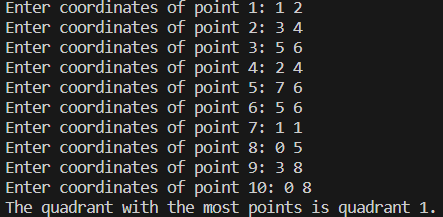 Enter coordinates of point 1: 1 2
Enter coordinates of point 2: 3 4
Enter coordinates of point 3: 5 6
Enter coordinates of point 4: 2 4
Enter coordinates of point 5: 7 6
Enter coordinates of point 6: 5 6
Enter coordinates of point 7: 1 1
Enter coordinates of point 8: 0 5
Enter coordinates of point 9: 3 8
Enter coordinates of point 10: 0 8
The quadrant with the most points is quadrant 1.